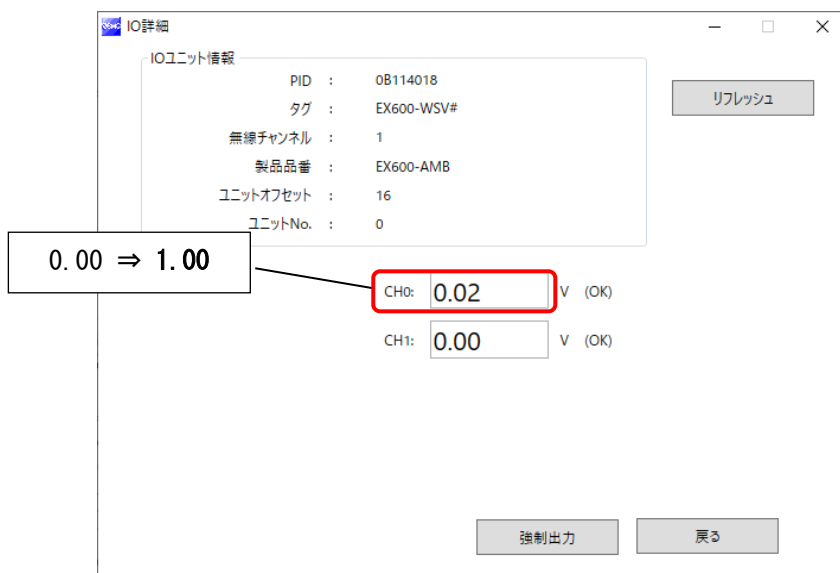 IO詳細
IOユニット情報
PID : 0B114018
タグ : EX600-WSV#
無線チャンネル : 1
製品品番 : EX600-AMB
ユニットオフセット : 16
ユニットNo. : 0
リフレッシュ
0.00 ⇒ 1.00
CH0: 0.02 V (OK)
CH1: 0.00 V (OK)
強制出力
戻る